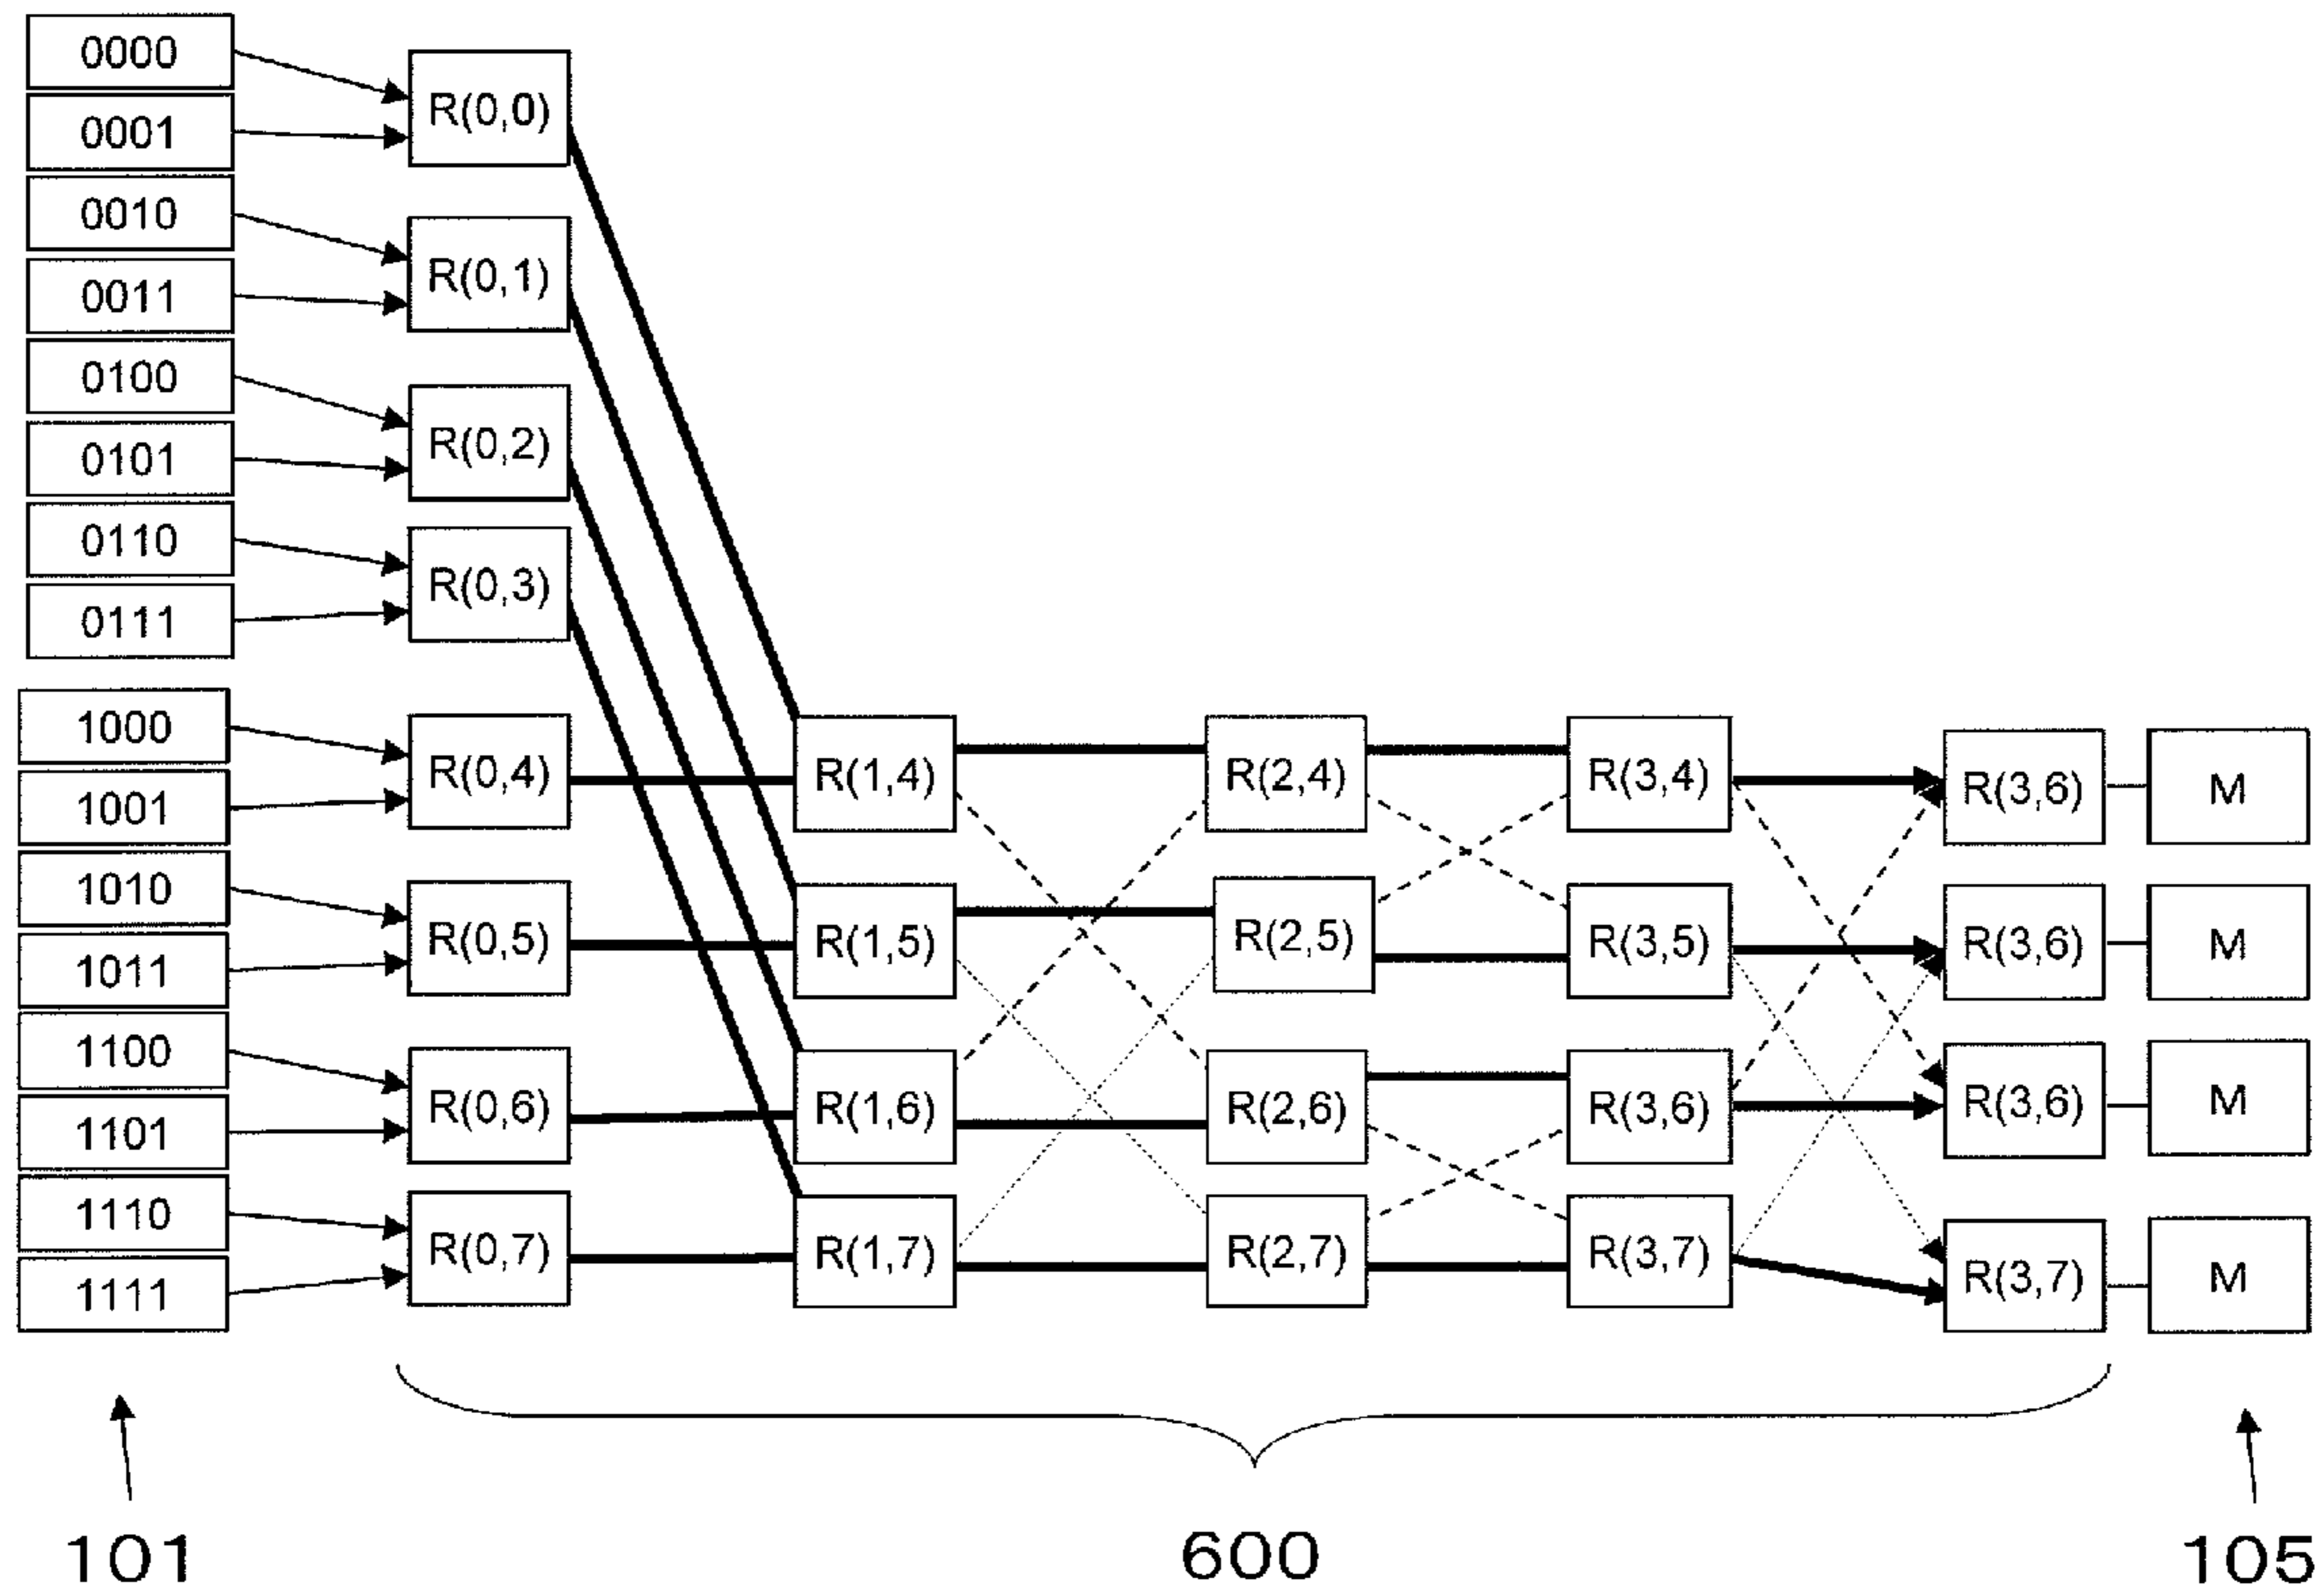 0000
0001
0010
0011
0100
0101
0110
0111
1000
1001
1010
1011
1100
1101
1110
1111
R(0,0)
R(0,1)
R(0,2)
R(0,3)
R(0,4)
R(0,5)
R(0,6)
R(0,7)
R(1,4)
R(1,5)
R(1,6)
R(1,7)
R(2,4)
R(2,5)
R(2,6)
R(2,7)
R(3,4)
R(3,5)
R(3,6)
R(3,7)
R(3,6)
R(3,6)
R(3,6)
R(3,7)
M
M
M
M
101
600
105